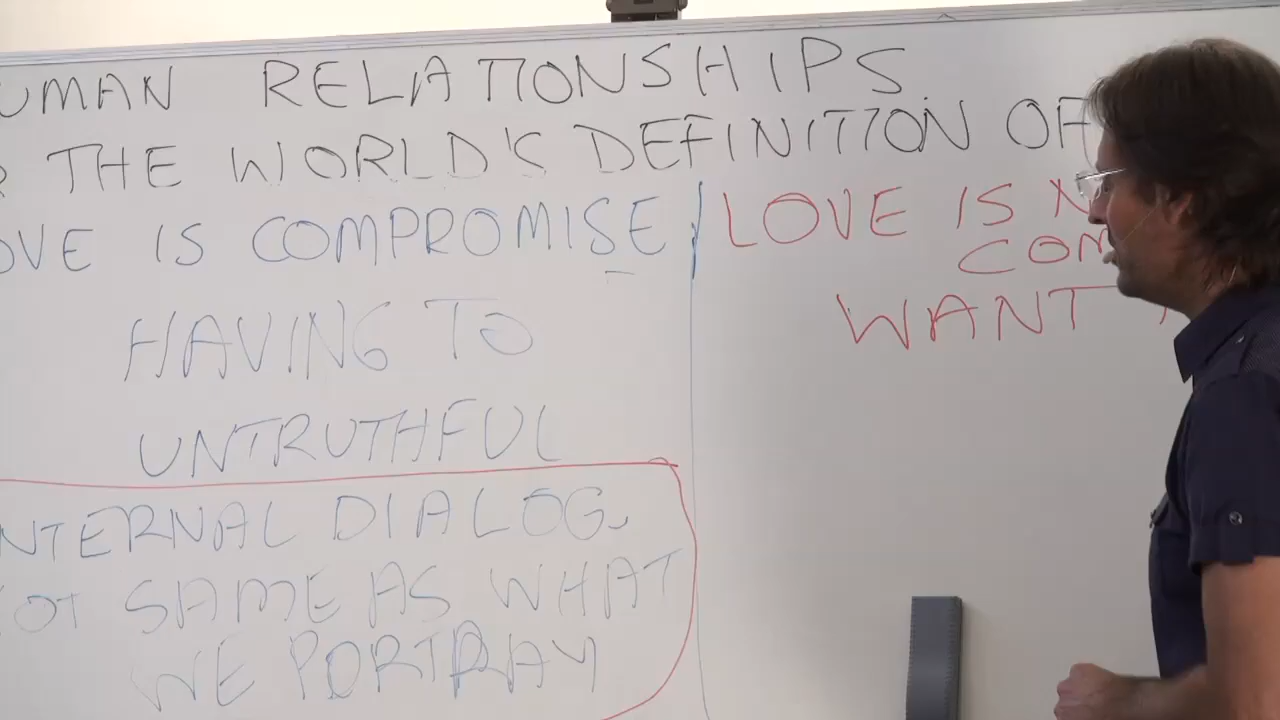 UMAN RELATIONSHIPS
THE WORLD'S DEFINITION OF
OVE IS COMPROMISE
HAVING TO
UNTRUTHFUL
NTERNAL DIALOG,
OT SAME AS WHAT
WE PORTRAY
LOVE IS N
COM
WANT